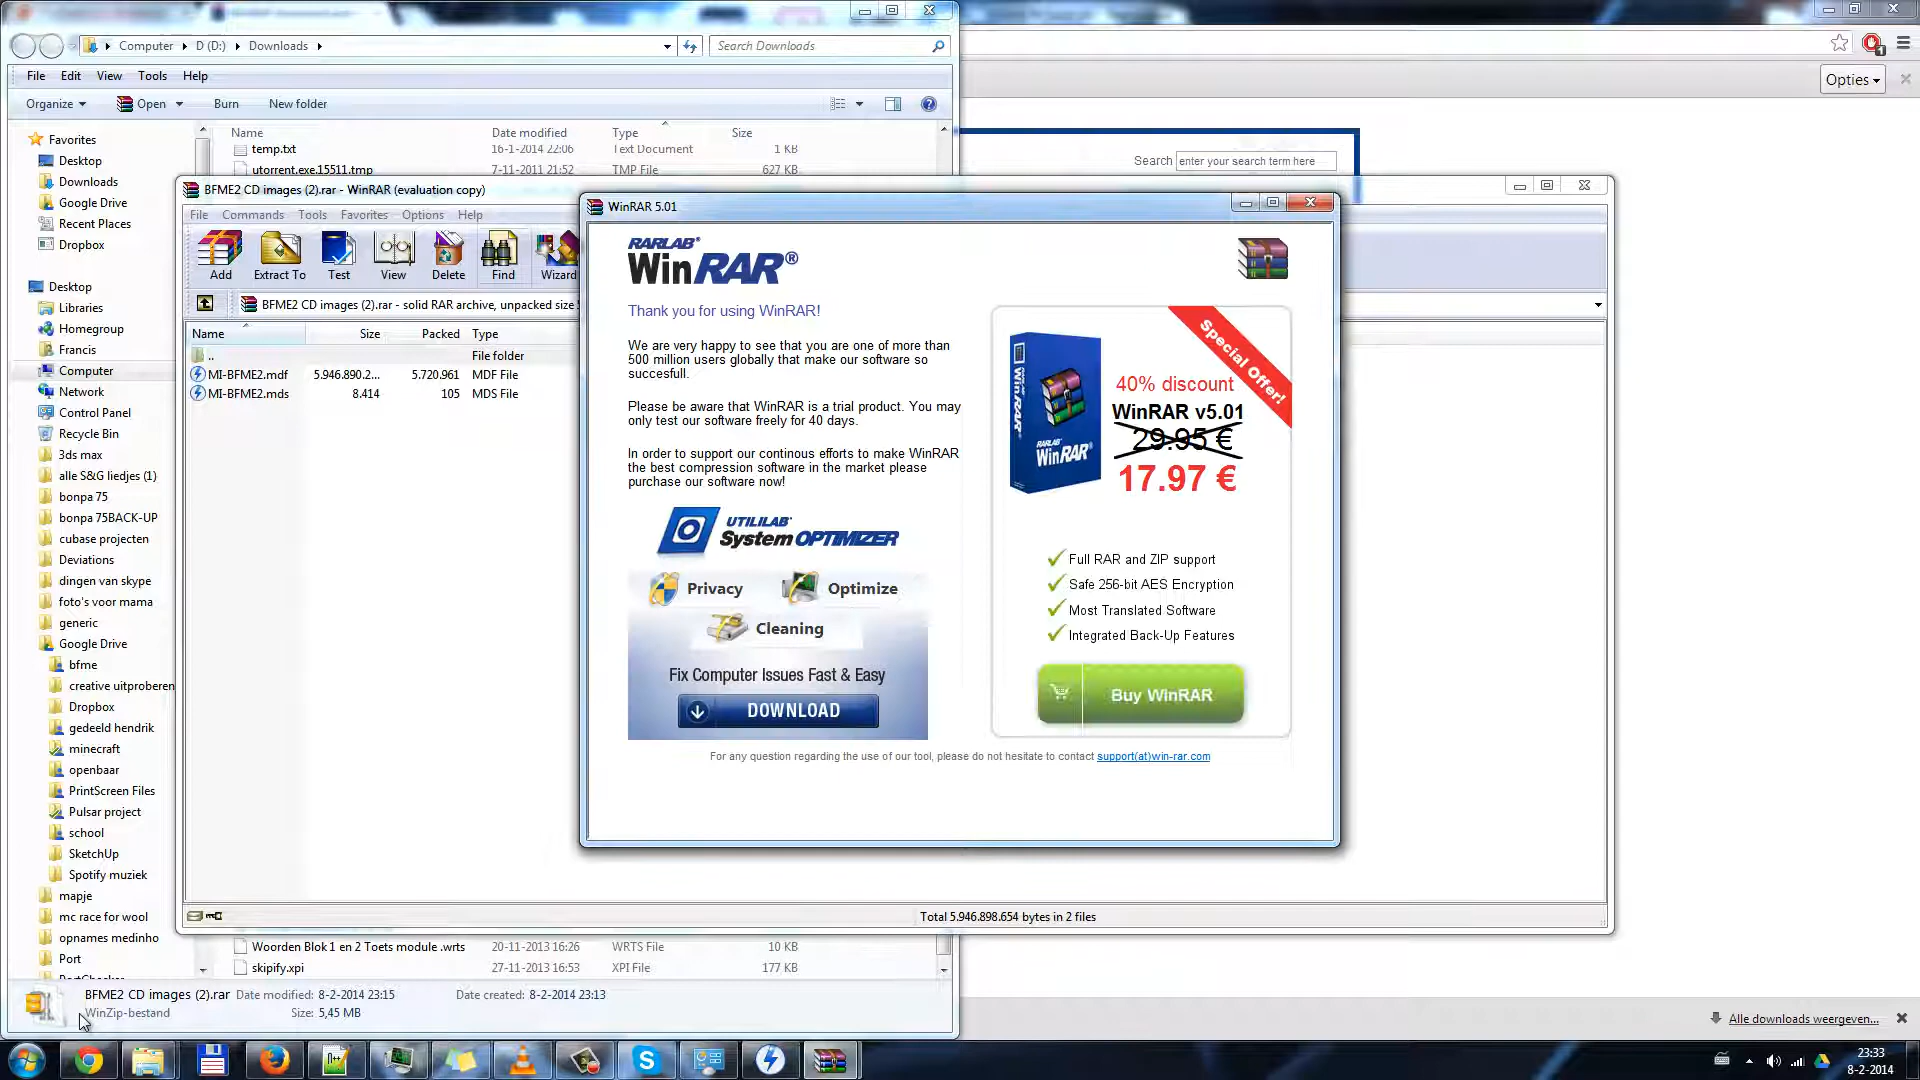 Computer ▸ D (D:) ▸ Downloads ▸
Search Downloads
File Edit View Tools Help
Opties
Organize Open Burn New folder
Favorites
Desktop
Downloads
Google Drive
Recent Places
Dropbox
Desktop
Libraries
Homegroup
Francis
Computer
Network
Control Panel
Recycle Bin
3ds max
alle S&G liedjes (1)
bonpa 75
bonpa 75BACK-UP
cubase projecten
Deviations
dingen van skype
foto's voor mama
generic
Google Drive
bfme
creative uitproberen
Dropbox
gedeeld hendrik
minecraft
openbaar
PrintScreen Files
Pulsar project
school
SketchUp
Spotify muziek
mapje
mc race for wool
opnames medinho
Port
Name Date modified Type Size
temp.txt 16-1-2014 22:06 Text Document 1 KB
utorrent.exe.15511.tmp 7-11-2011 21:52 TMP File 627 KB
Search enter your search term here
BFME2 CD images (2).rar - WinRAR (evaluation copy)
File Commands Tools Favorites Options Help
Add Extract To Test View Delete Find Wizard
BFME2 CD images (2).rar - solid RAR archive, unpacked size
Name Size Packed Type
.. File folder
MI-BFME2.mdf 5.946.890.2... 5.720.961 MDF File
MI-BFME2.mds 8.414 105 MDS File
WinRAR 5.01
RARLAB®
WinRAR®
Thank you for using WinRAR!
We are very happy to see that you are one of more than
500 million users globally that make our software so
succesfull.
Please be aware that WinRAR is a trial product. You may
only test our software freely for 40 days.
In order to support our continous efforts to make WinRAR
the best compression software in the market please
purchase our software now!
UTILILAB®
System OPTIMIZER
Privacy Optimize
Cleaning
Fix Computer Issues Fast & Easy
DOWNLOAD
Special Offer!
WinRAR
RARLAB
WinRAR®
40% discount
WinRAR v5.01
29.95 €
17.97 €
Full RAR and ZIP support
Safe 256-bit AES Encryption
Most Translated Software
Integrated Back-Up Features
Buy WinRAR
For any question regarding the use of our tool, please do not hesitate to contact support(at)win-rar.com
Total 5.946.898.654 bytes in 2 files
Woorden Blok 1 en 2 Toets module .wrts 20-11-2013 16:26 WRTS File 10 KB
skipify.xpi 27-11-2013 16:53 XPI File 177 KB
BFME2 CD images (2).rar Date modified: 8-2-2014 23:15 Date created: 8-2-2014 23:13
WinZip-bestand Size: 5,45 MB
Alle downloads weergeven...
23:33
8-2-2014